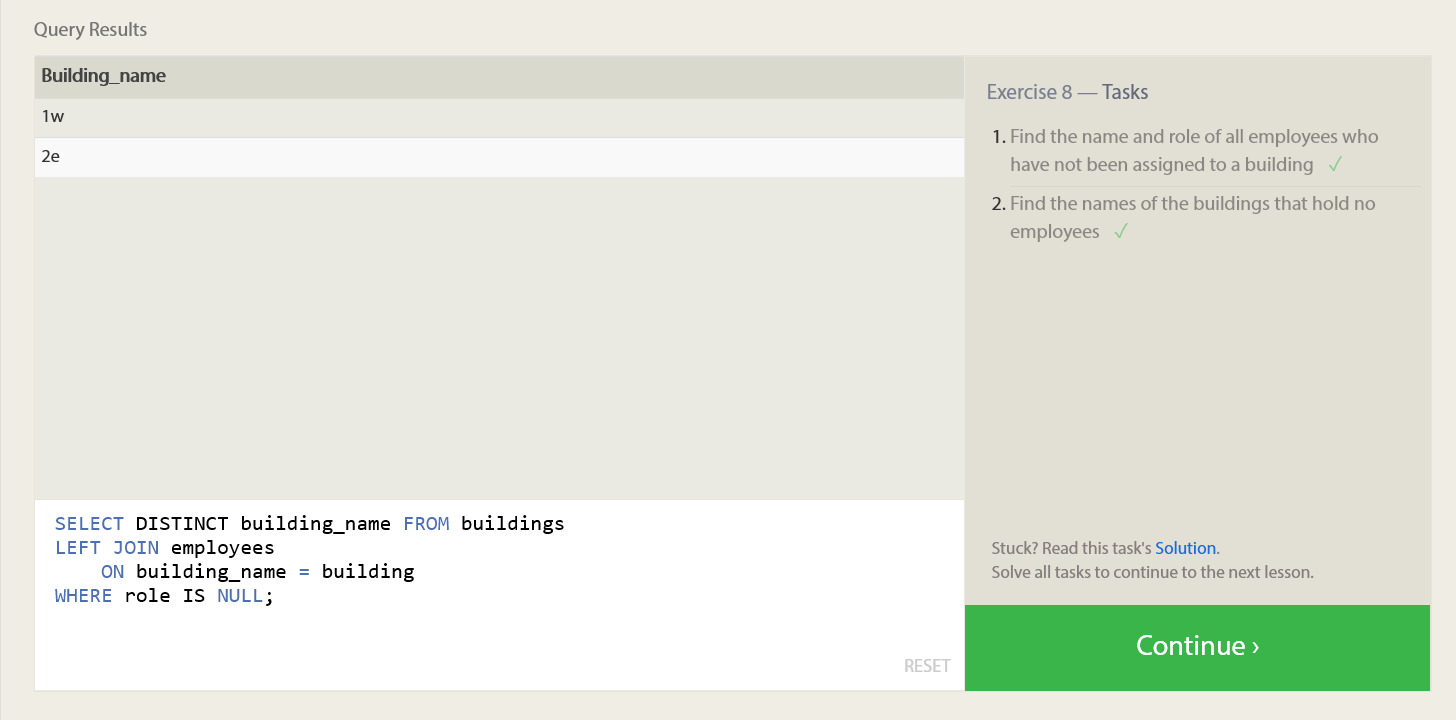 Query Results
Building_name
1w
2e
SELECT DISTINCT building_name FROM buildings
LEFT JOIN employees
    ON building_name = building
WHERE role IS NULL;
RESET
Exercise 8 — Tasks
1. Find the name and role of all employees who
have not been assigned to a building ✓
2. Find the names of the buildings that hold no
employees ✓
Stuck? Read this task's Solution.
Solve all tasks to continue to the next lesson.
Continue ›